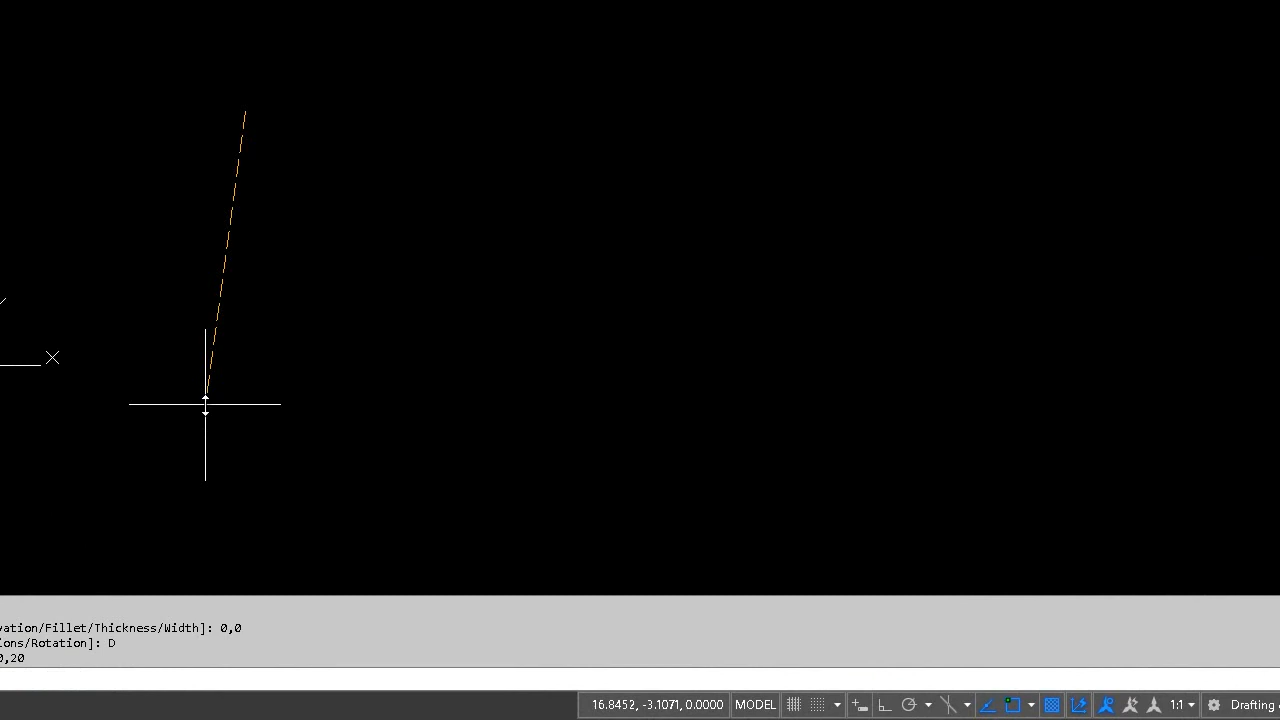 vation/Fillet/Thickness/Width]: 0,0
ions/Rotation]: D
0,20
16.8452, -3.1071, 0.0000 MODEL 1:1 Drafting